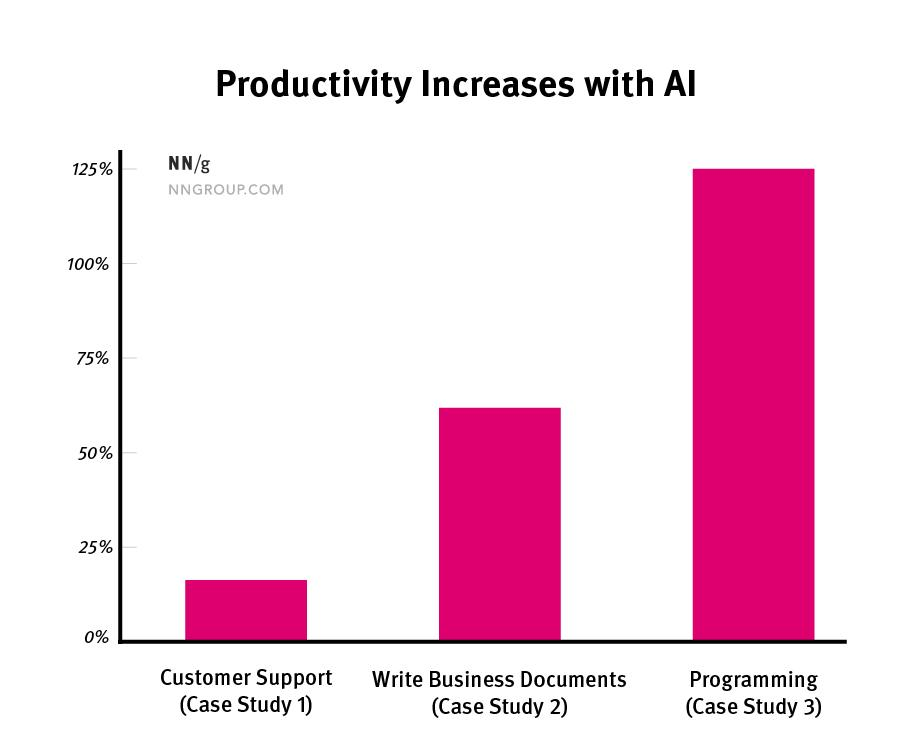 Productivity Increases with AI
NN/g
NNGROUP.COM
125%
100%
75%
50%
25%
0%
Customer Support
(Case Study 1)
Write Business Documents
(Case Study 2)
Programming
(Case Study 3)